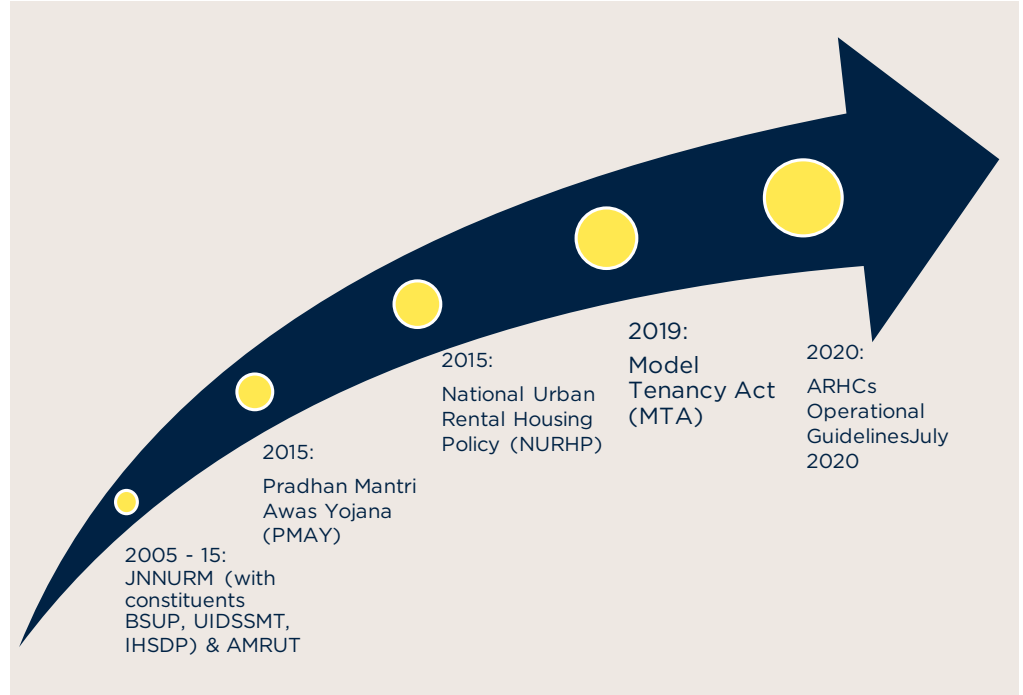 2005 - 15:
JNNURM (with
constituents
BSUP, UIDSSMT,
IHSDP) & AMRUT
2015:
Pradhan Mantri
Awas Yojana
(PMAY)
2015:
National Urban
Rental Housing
Policy (NURHP)
2019:
Model
Tenancy Act
(MTA)
2020:
ARHCs
Operational
GuidelinesJuly
2020